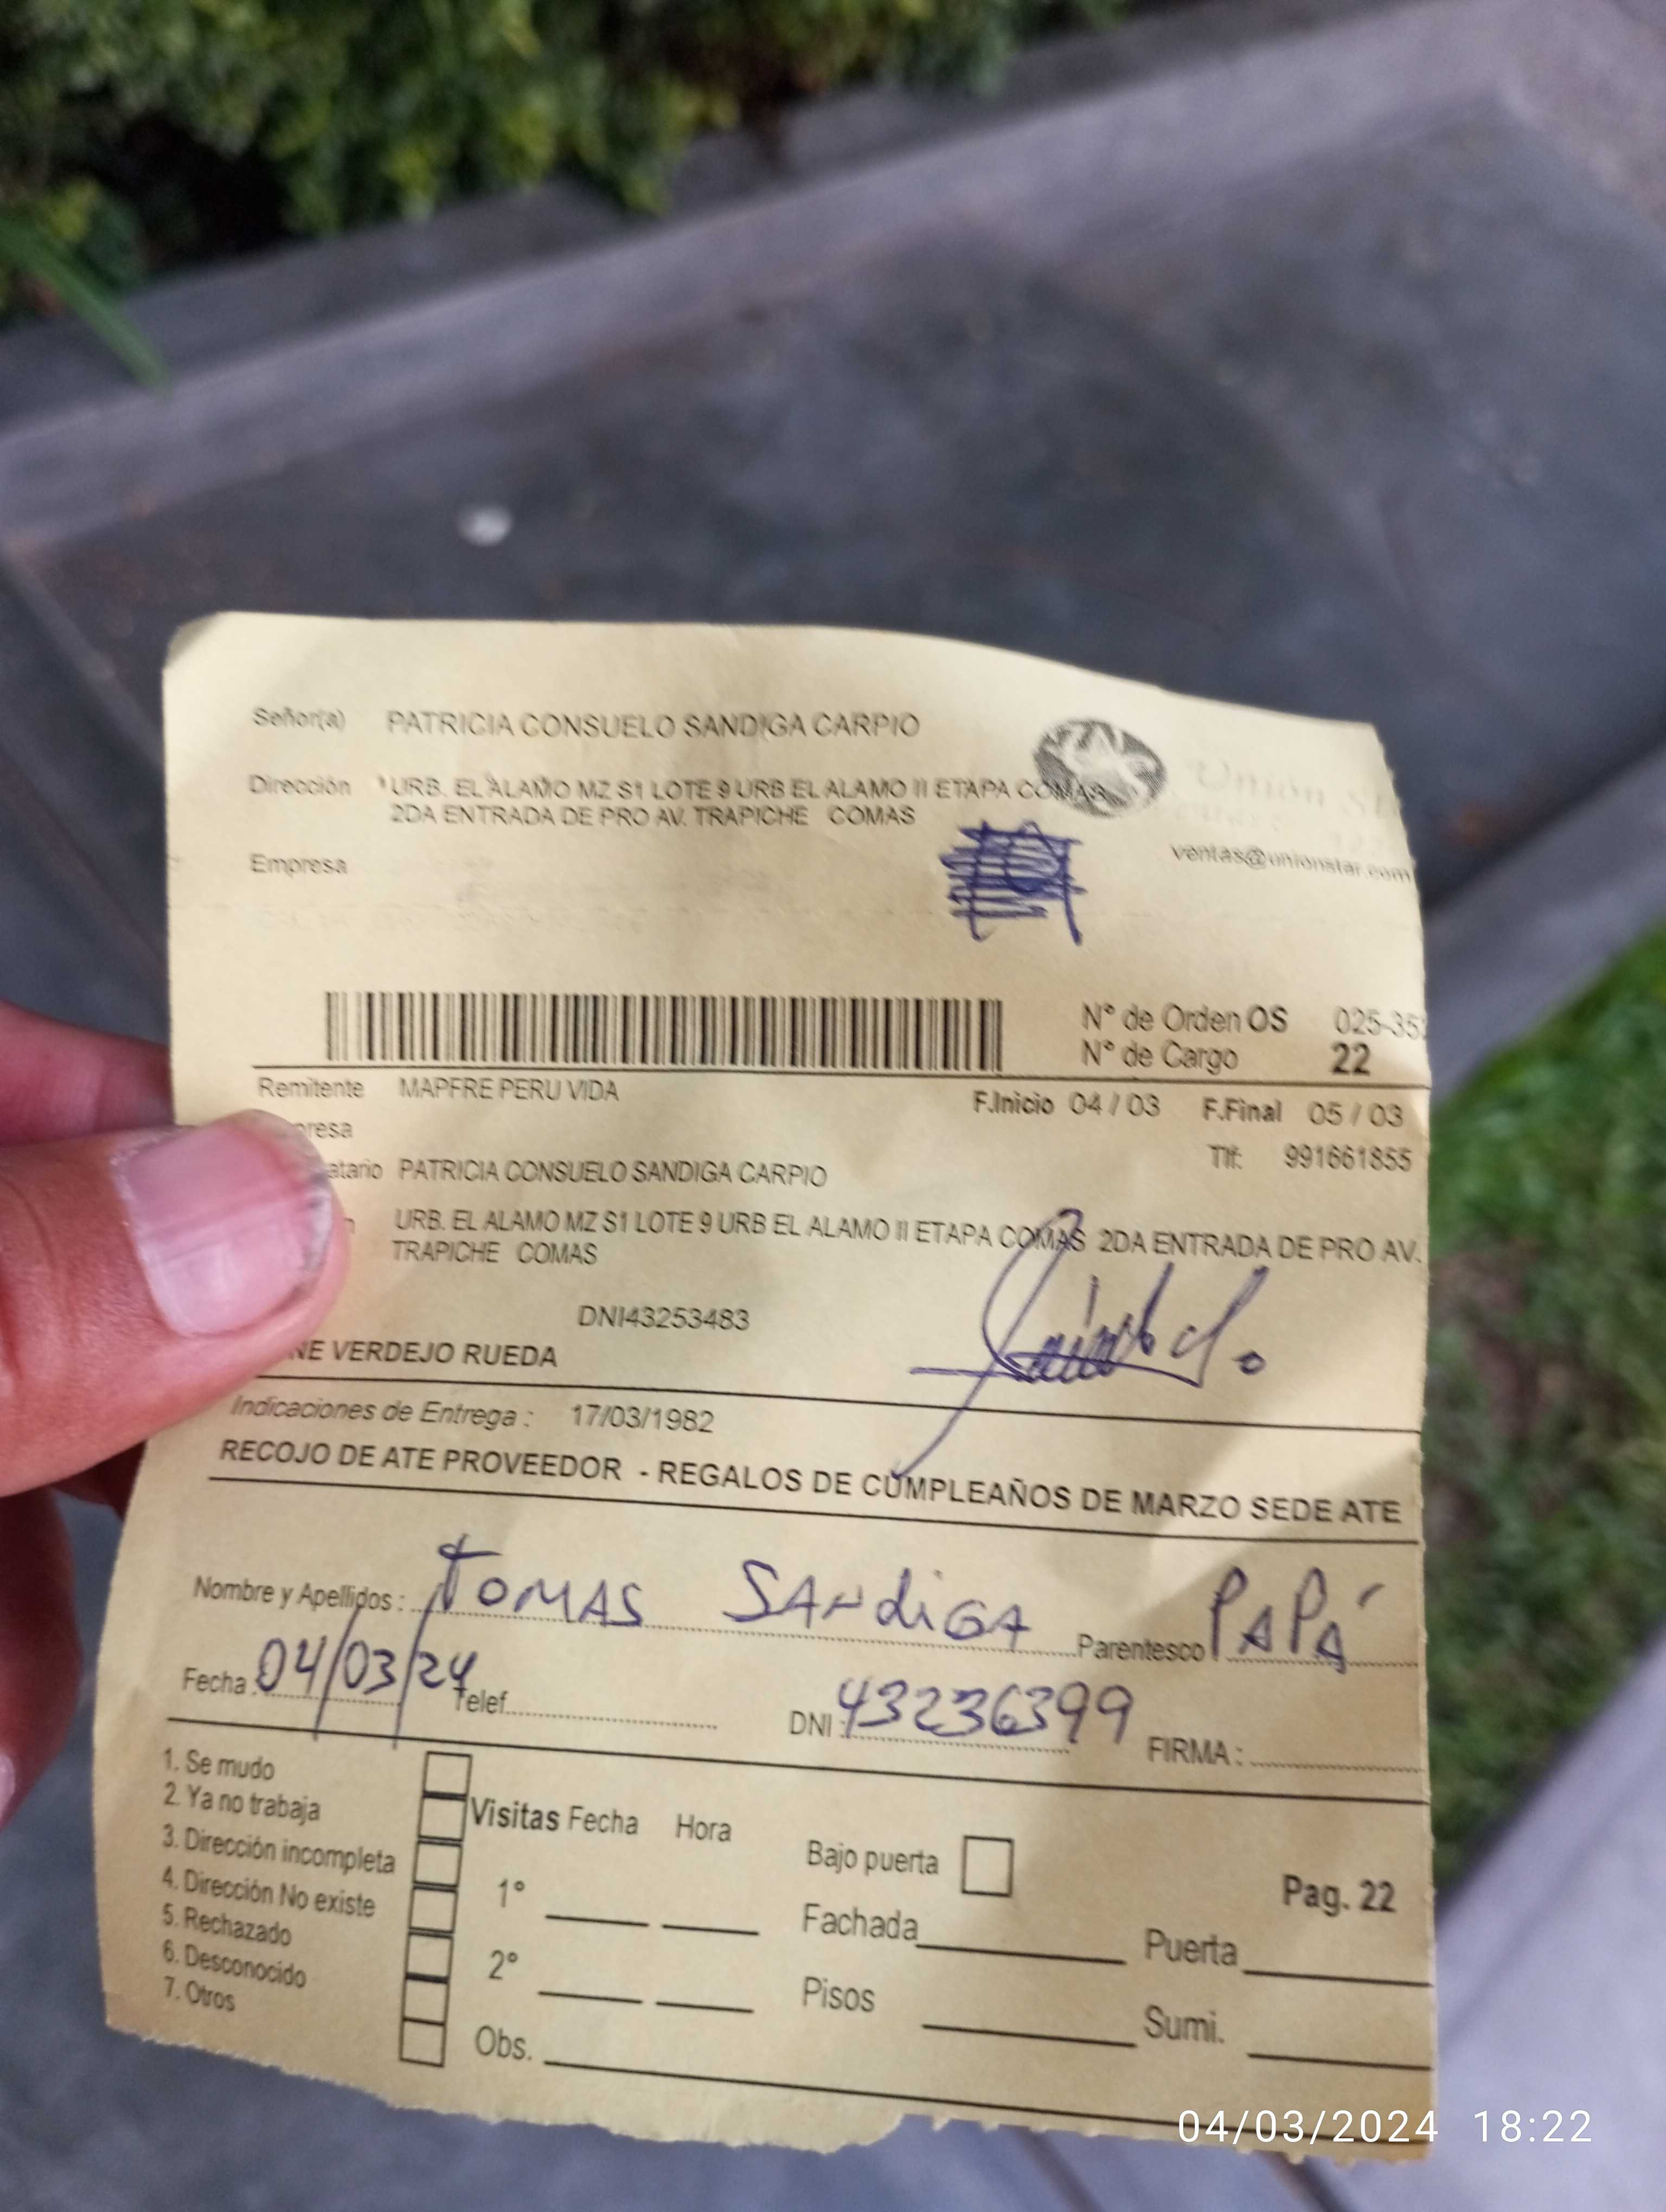 Señor(a) PATRICIA CONSUELO SANDIGA CARPIO
Dirección URB. EL ALAMO MZ S1 LOTE 9 URB EL ALAMO II ETAPA COMAS
2DA ENTRADA DE PRO AV. TRAPICHE COMAS
Union
ventas@unionstar.com
Empresa
N° de Orden OS 025-35
N° de Cargo 22
Remitente MAPFRE PERU VIDA
F.Inicio 04 / 03 F.Final 05 / 03
presa
Tlf: 991661855
atario PATRICIA CONSUELO SANDIGA CARPIO
n URB. EL ALAMO MZ S1 LOTE 9 URB EL ALAMO II ETAPA COMAS 2DA ENTRADA DE PRO AV.
TRAPICHE COMAS
DNI43253483
NE VERDEJO RUEDA
Indicaciones de Entrega : 17/03/1982
RECOJO DE ATE PROVEEDOR - REGALOS DE CUMPLEAÑOS DE MARZO SEDE ATE
Nombre y Apellidos : TOMAS SANDIGA Parentesco PAPÁ
Fecha : 04/03/24 Telef. DNI : 43236399 FIRMA :
1. Se mudo
2. Ya no trabaja
3. Dirección incompleta
4. Dirección No existe
5. Rechazado
6. Desconocido
7. Otros
Visitas Fecha Hora
1°
2°
Obs.
Bajo puerta
Fachada
Pisos
Pag. 22
Puerta
Sumi.
04/03/2024 18:22